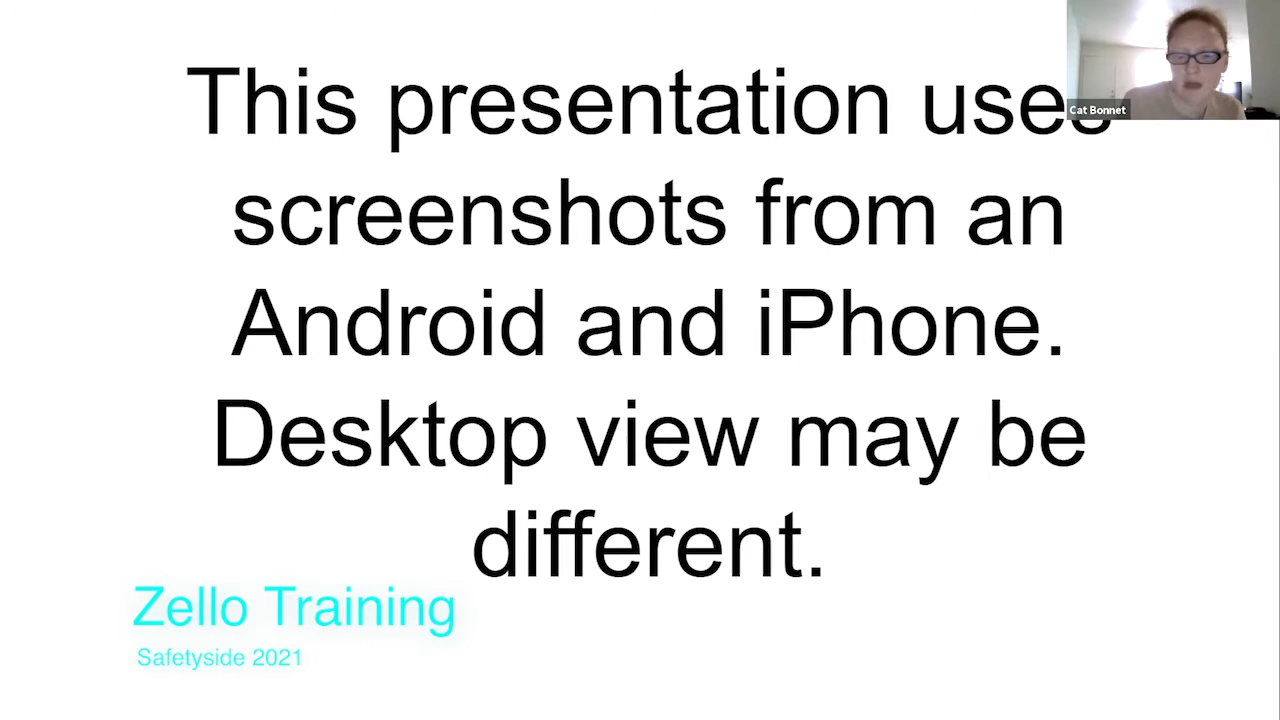 This presentation uses
Cat Bonnet
screenshots from an
Android and iPhone.
Desktop view may be
different.
Zello Training
Safetyside 2021